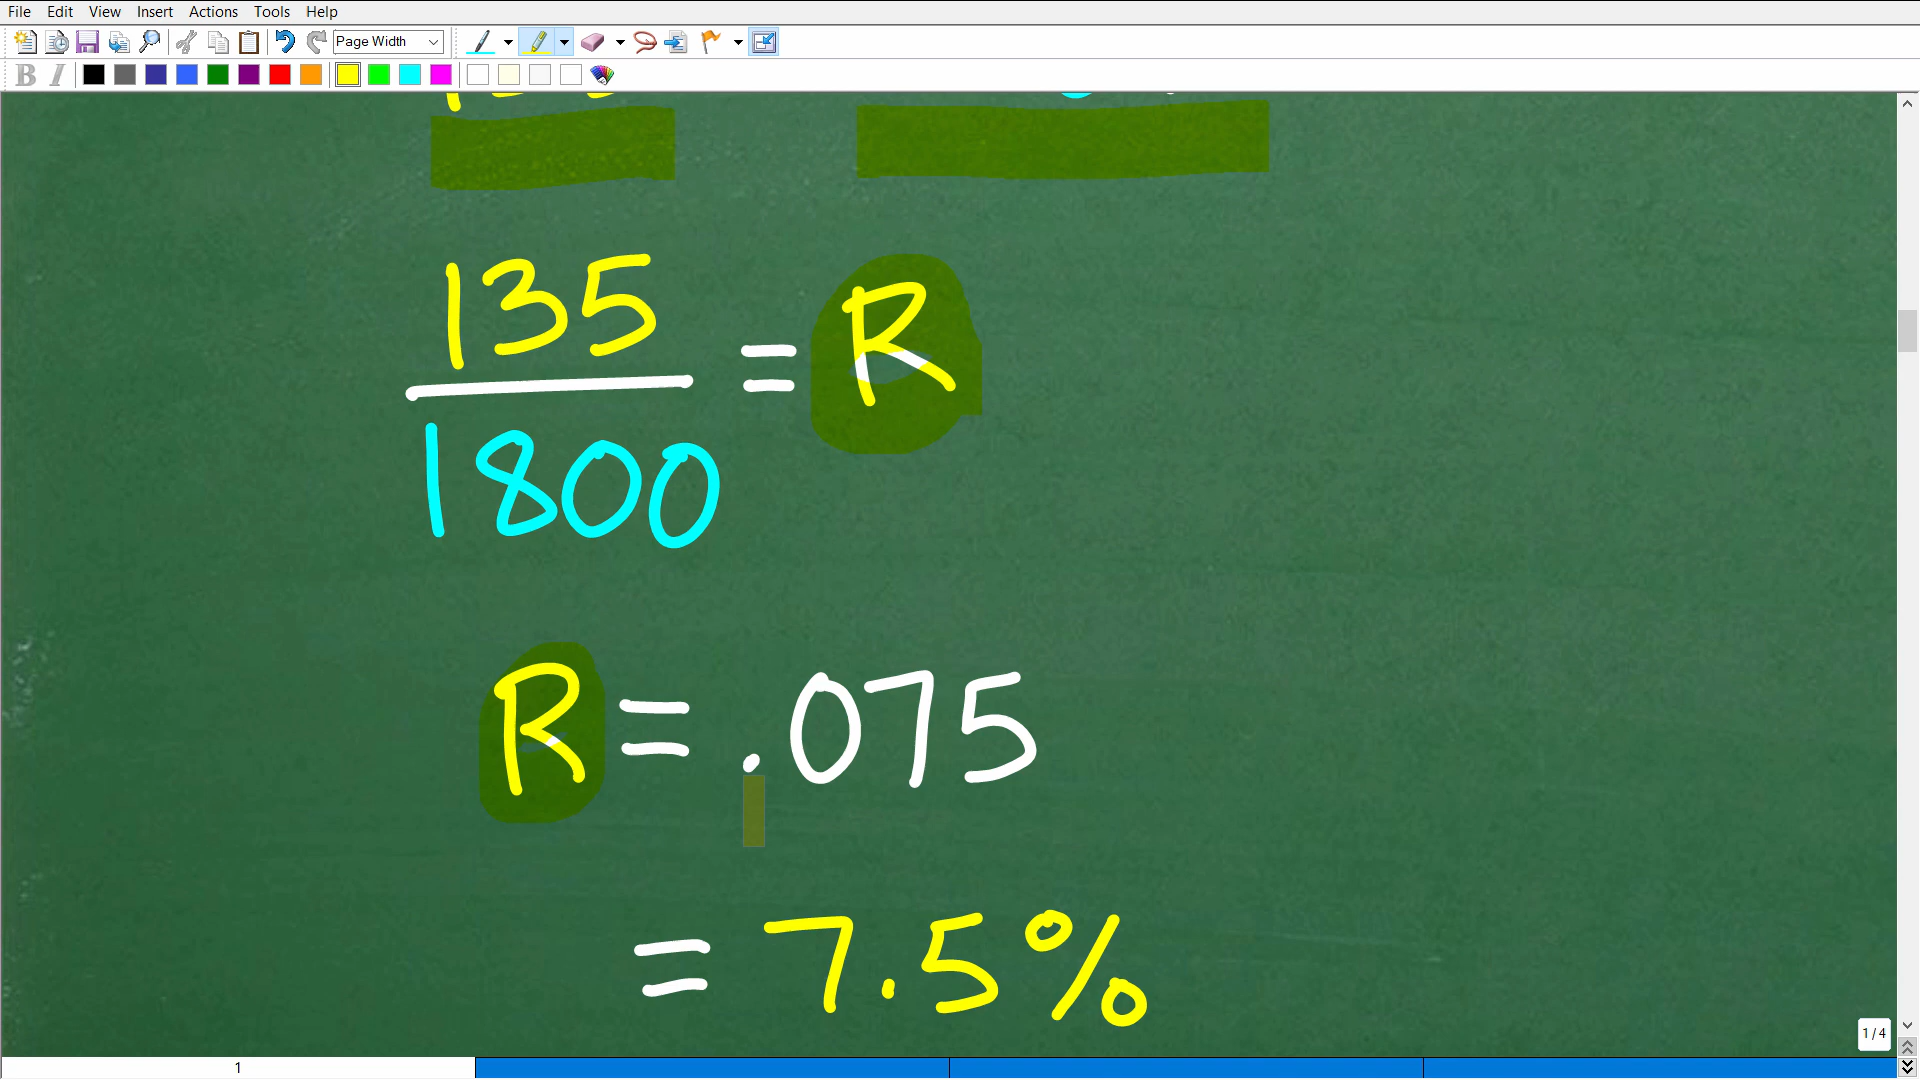 File Edit View Insert Actions Tools Help
Page Width
B I
135
1800
= R
R = .075
= 7.5%
1 / 4
1